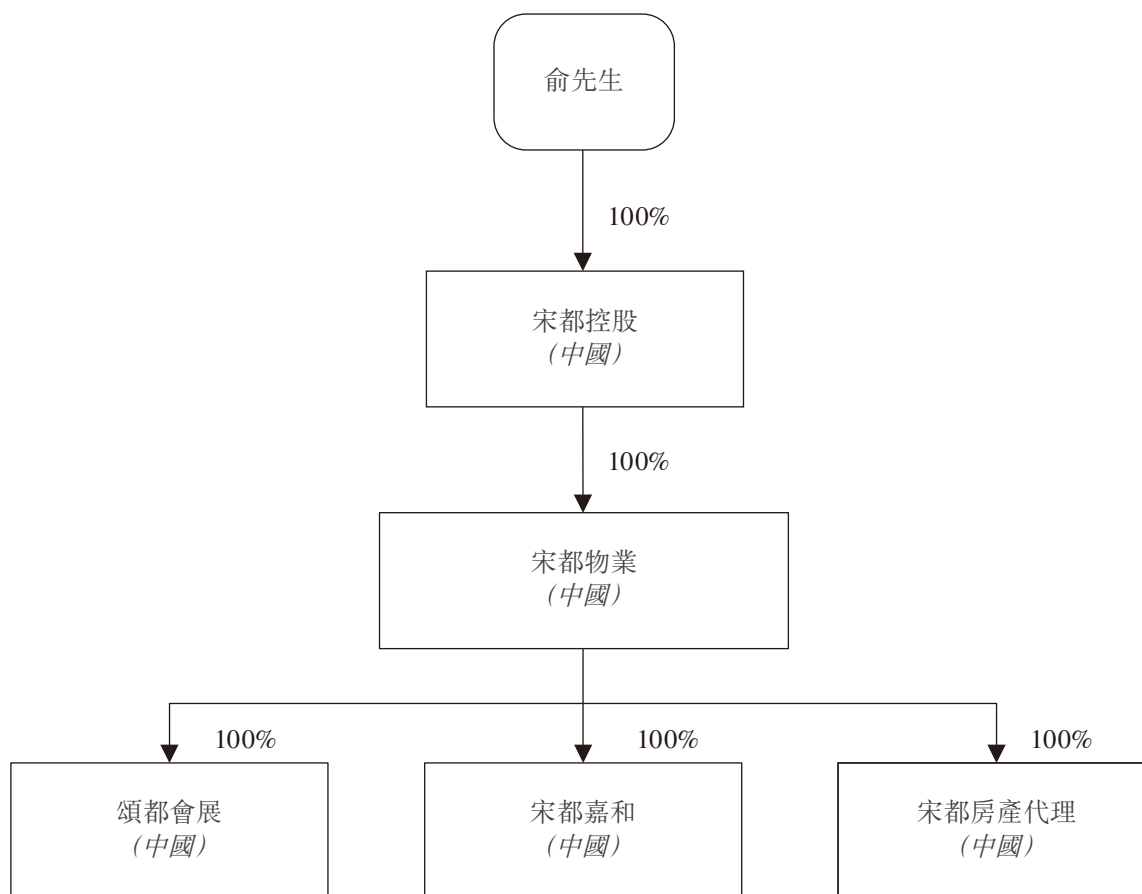 俞先生
100%
宋都控股
（中國）
100%
宋都物業
（中國）
100%
100%
100%
頌都會展
（中國）
宋都嘉和
（中國）
宋都房產代理
（中國）